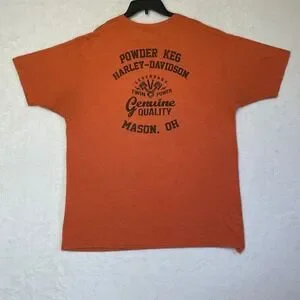 POWDER KEG
HARLEY-DAVIDSON
LEGENDARY
TWIN POWER
Genuine
QUALITY
MASON, OH